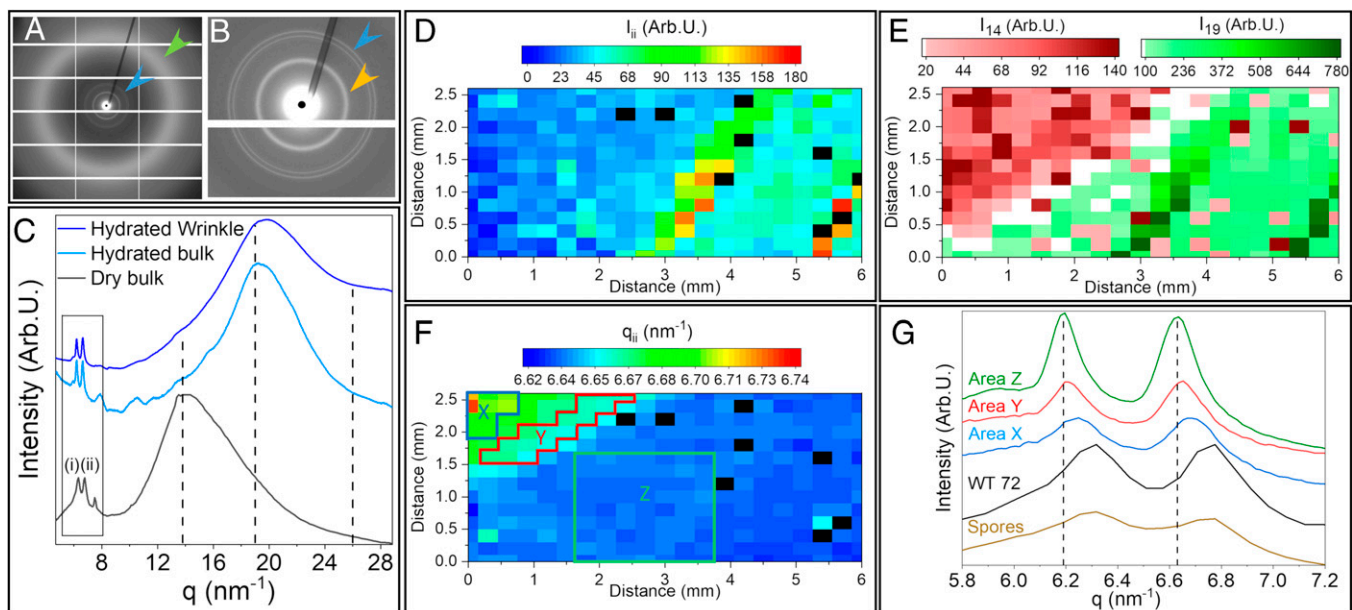 A
B
C
Hydrated Wrinkle
Hydrated bulk
Dry bulk
(i) (ii)
Intensity (Arb.U.)
4 8 12 16 20 24 28
q (nm⁻¹)
D
I_ii (Arb.U.)
0 23 45 68 90 113 135 158 180
Distance (mm)
2.5
2.0
1.5
1.0
0.5
0.0
0 1 2 3 4 5 6
Distance (mm)
E
I_14 (Arb.U.)
20 44 68 92 116 140
I_19 (Arb.U.)
100 236 372 508 644 780
Distance (mm)
2.5
2.0
1.5
1.0
0.5
0.0
0 1 2 3 4 5 6
Distance (mm)
F
q_ii (nm⁻¹)
6.62 6.64 6.65 6.67 6.68 6.70 6.71 6.73 6.74
Distance (mm)
2.5
2.0
1.5
1.0
0.5
0.0
X
Y
Z
0 1 2 3 4 5 6
Distance (mm)
G
Area Z
Area Y
Area X
WT 72
Spores
Intensity (Arb.U.)
5.8 6.0 6.2 6.4 6.6 6.8 7.0 7.2
q (nm⁻¹)